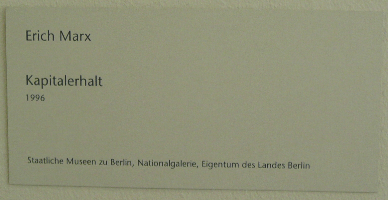 Erich Marx
Kapitalerhalt
1996
Staatliche Museen zu Berlin, Nationalgalerie, Eigentum des Landes Berlin